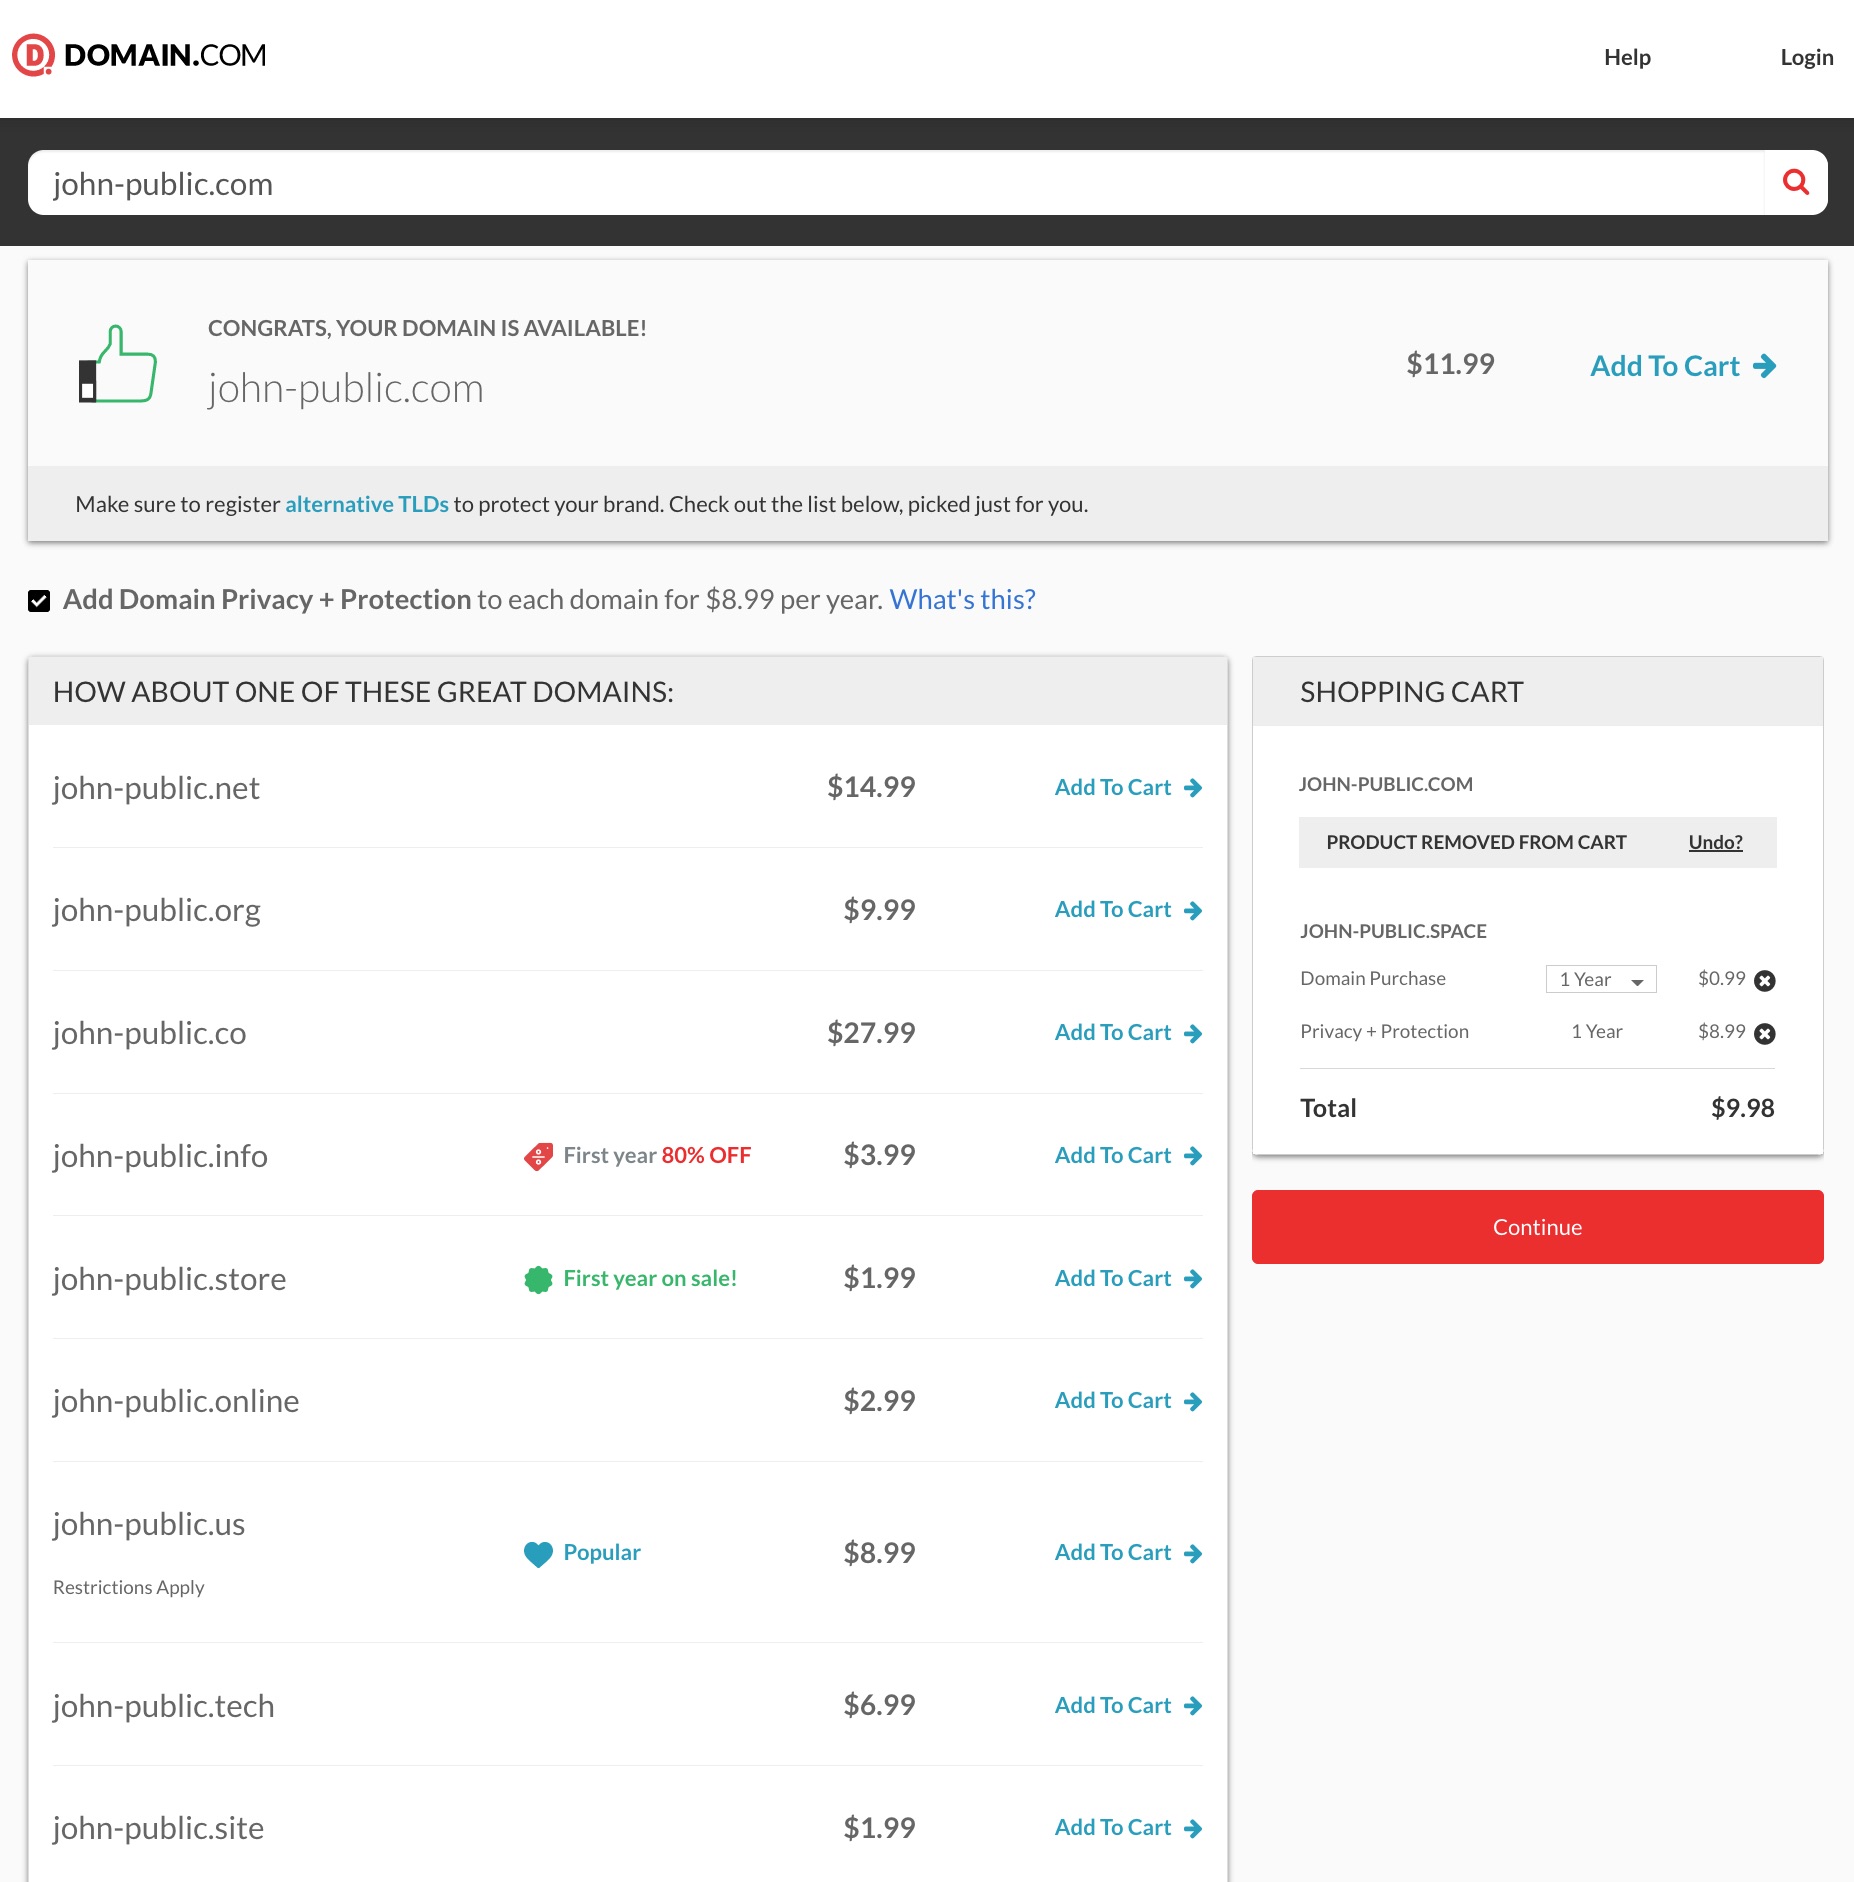 DOMAIN.COM
Help
Login
john-public.com
CONGRATS, YOUR DOMAIN IS AVAILABLE!
john-public.com
$11.99
Add To Cart
Make sure to register alternative TLDs to protect your brand. Check out the list below, picked just for you.
Add Domain Privacy + Protection to each domain for $8.99 per year. What's this?
HOW ABOUT ONE OF THESE GREAT DOMAINS:
john-public.net $14.99 Add To Cart
john-public.org $9.99 Add To Cart
john-public.co $27.99 Add To Cart
john-public.info First year 80% OFF $3.99 Add To Cart
john-public.store First year on sale! $1.99 Add To Cart
john-public.online $2.99 Add To Cart
john-public.us
Popular $8.99 Add To Cart
Restrictions Apply
john-public.tech $6.99 Add To Cart
john-public.site $1.99 Add To Cart
SHOPPING CART
JOHN-PUBLIC.COM
PRODUCT REMOVED FROM CART Undo?
JOHN-PUBLIC.SPACE
Domain Purchase 1 Year $0.99
Privacy + Protection 1 Year $8.99
Total $9.98
Continue